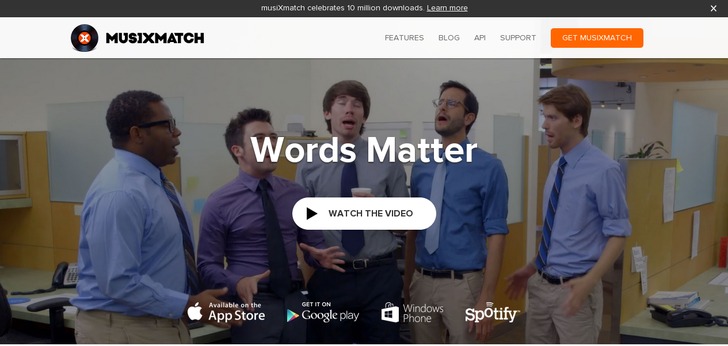 musiXmatch celebrates 10 million downloads. Learn more
MUSIXMATCH
FEATURES
BLOG
API
SUPPORT
GET MUSIXMATCH
Words Matter
WATCH THE VIDEO
Available on the
App Store
GET IT ON
Google play
Windows
Phone
Spotify